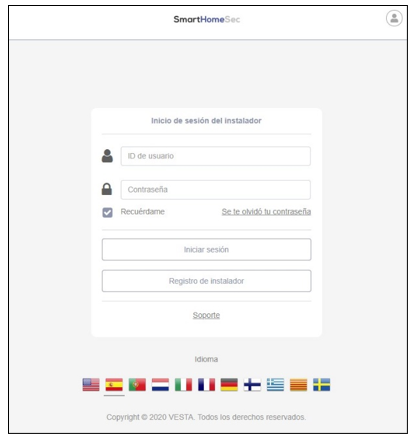 SmartHomeSec
Inicio de sesión del instalador
ID de usuario
Contraseña
Recuérdame Se te olvidó tu contraseña
Iniciar sesión
Registro de instalador
Soporte
Idioma
Copyright © 2020 VESTA. Todos los derechos reservados.